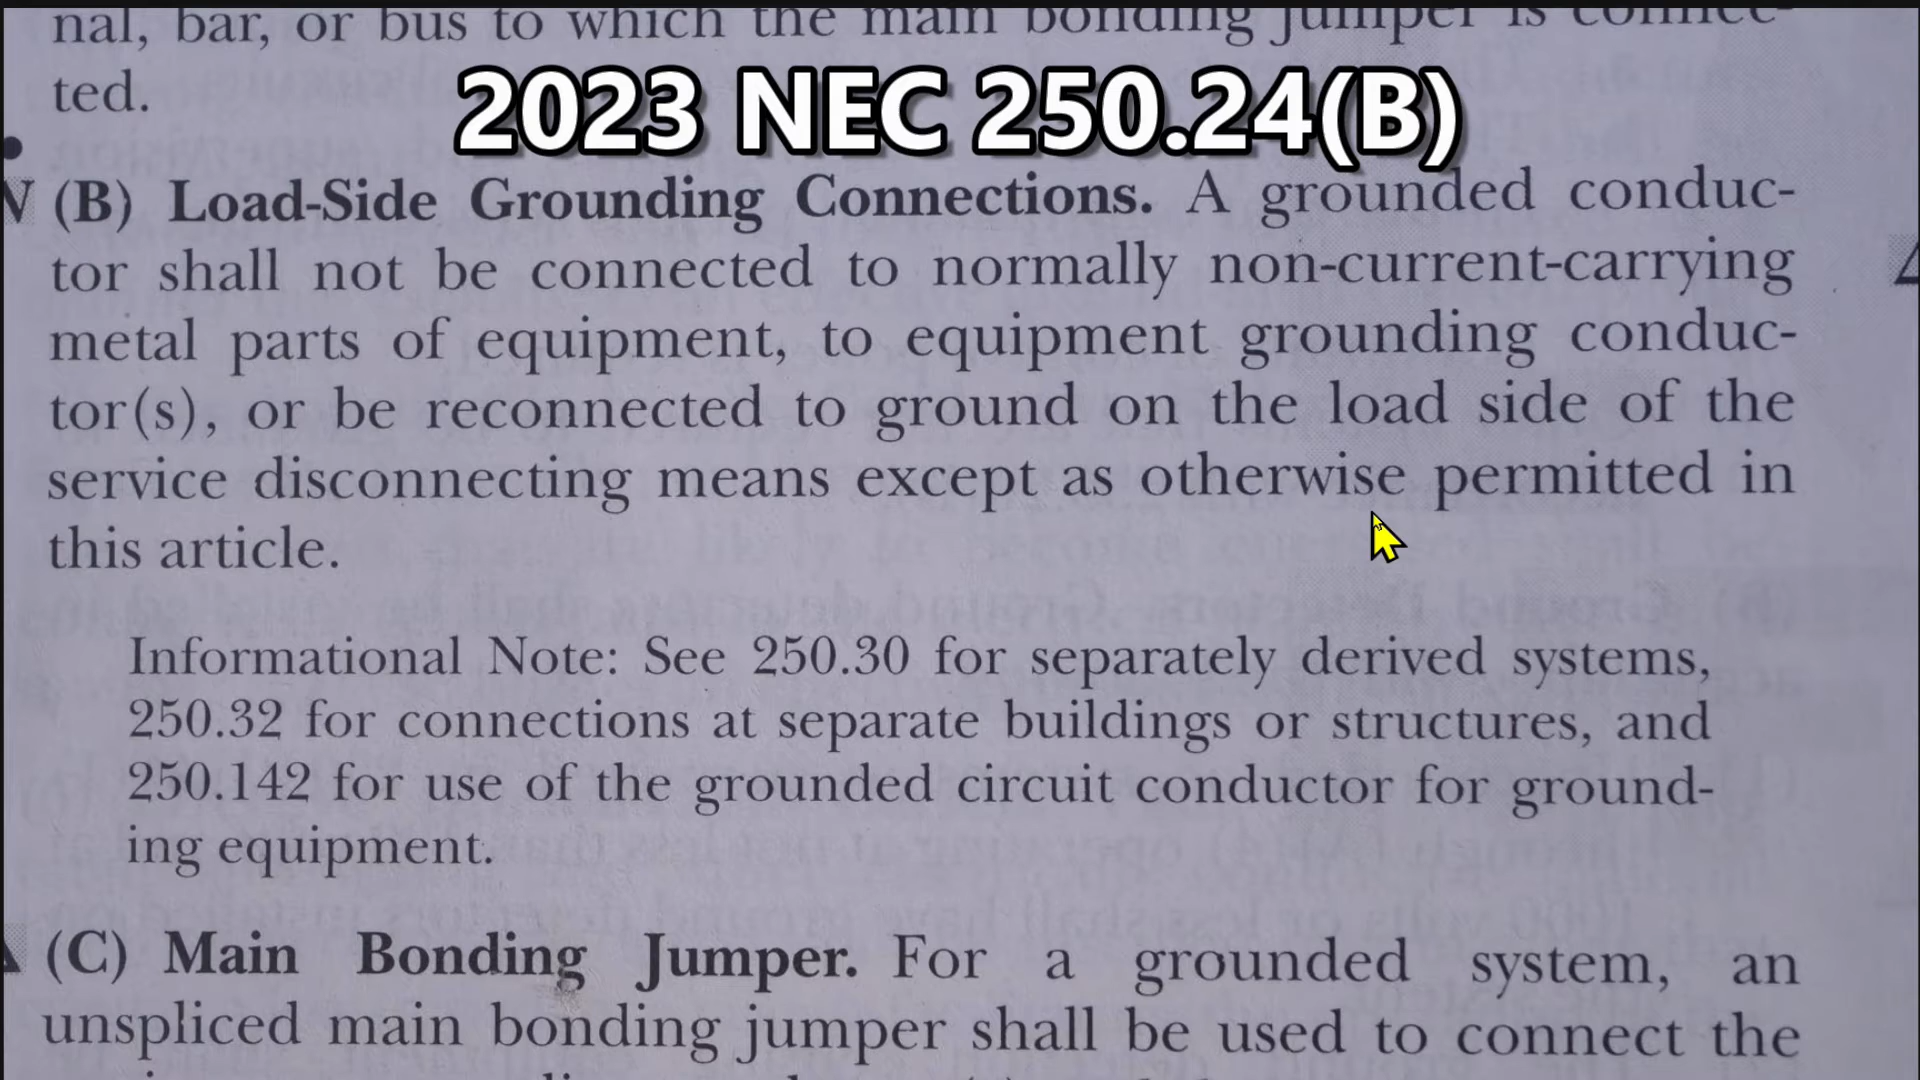 nal, bar, or bus to which the main bonding jumper is connec-
ted.
2023 NEC 250.24(B)
N (B) Load-Side Grounding Connections. A grounded conduc-
tor shall not be connected to normally non-current-carrying
metal parts of equipment, to equipment grounding conduc-
tor(s), or be reconnected to ground on the load side of the
service disconnecting means except as otherwise permitted in
this article.
Informational Note: See 250.30 for separately derived systems,
250.32 for connections at separate buildings or structures, and
250.142 for use of the grounded circuit conductor for ground-
ing equipment.
(C) Main Bonding Jumper. For a grounded system, an
unspliced main bonding jumper shall be used to connect the